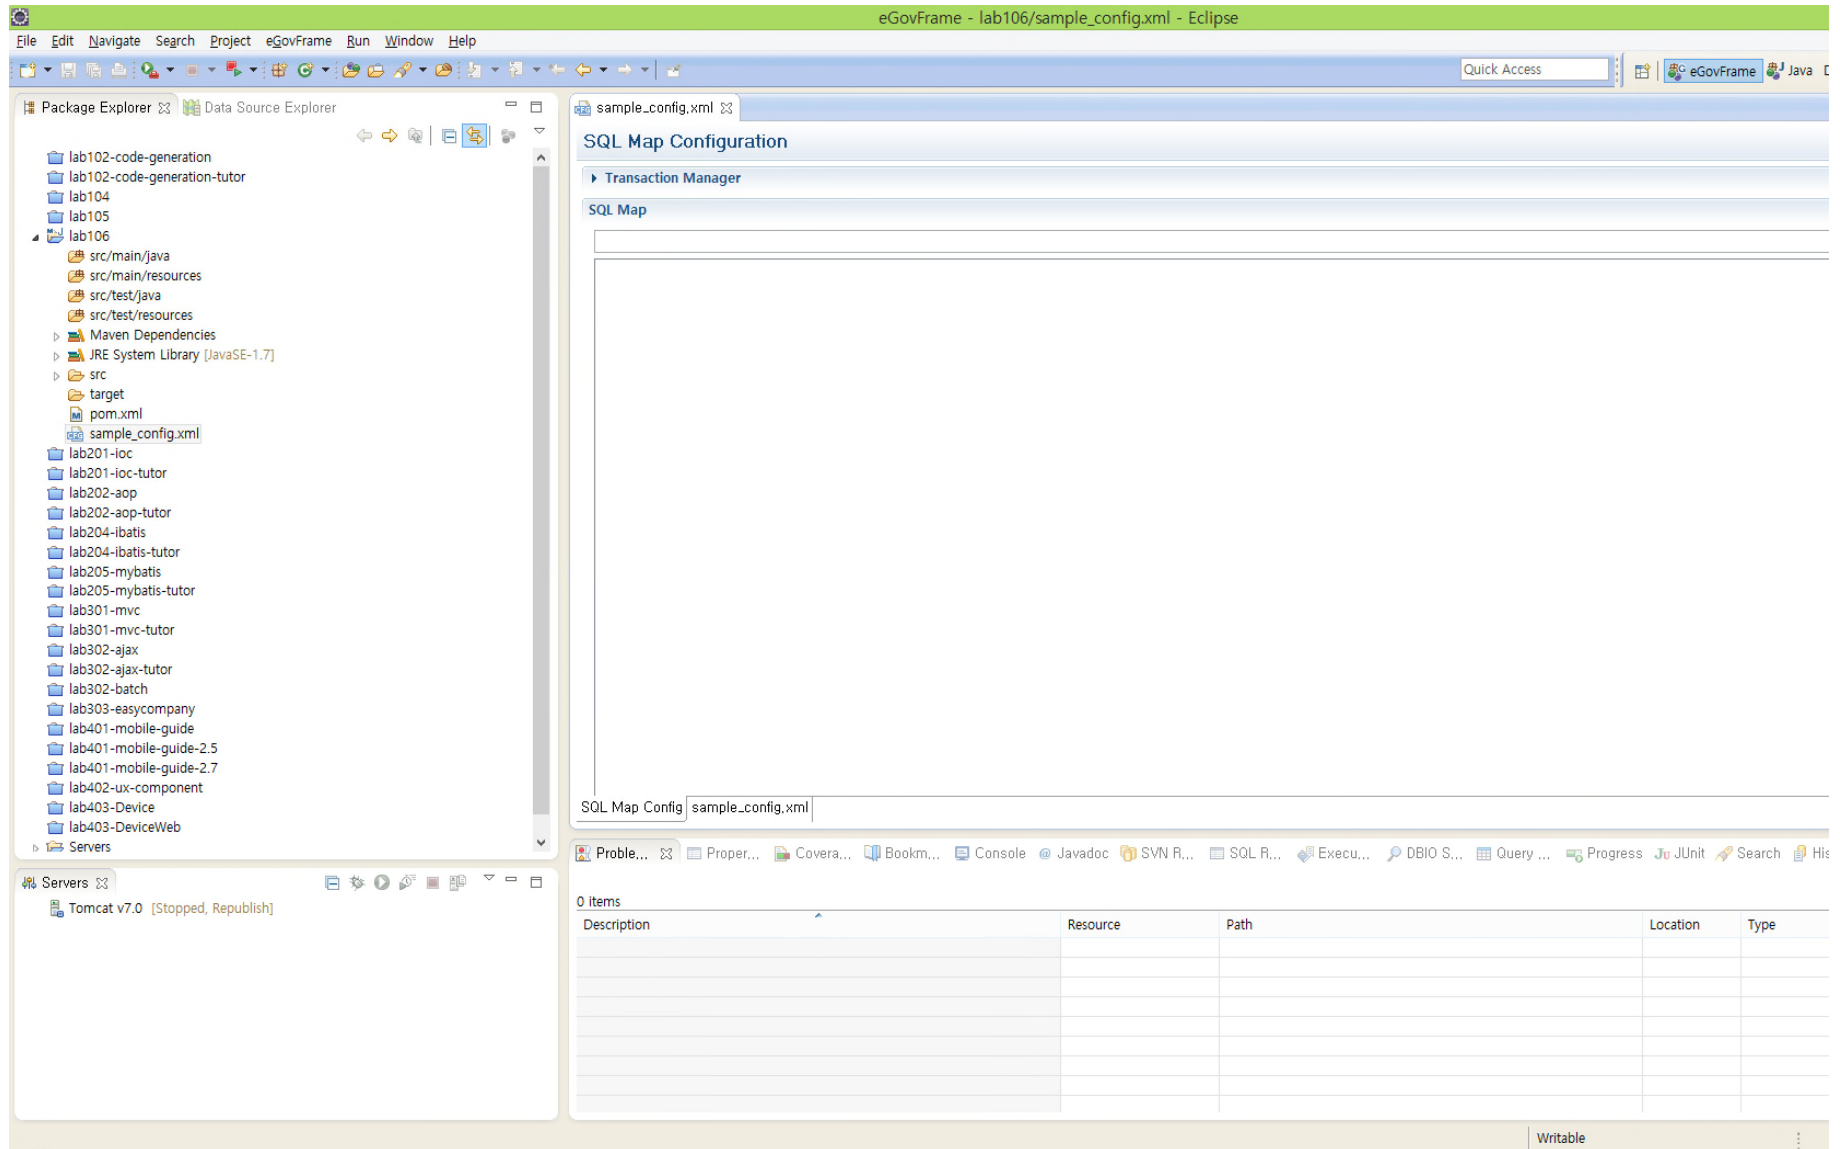 eGovFrame - lab106/sample_config.xml - Eclipse
File Edit Navigate Search Project eGovFrame Run Window Help
Quick Access
eGovFrame
Java
Package Explorer
Data Source Explorer
lab102-code-generation
lab102-code-generation-tutor
lab104
lab105
lab106
src/main/java
src/main/resources
src/test/java
src/test/resources
Maven Dependencies
JRE System Library [JavaSE-1.7]
src
target
pom.xml
sample_config.xml
lab201-ioc
lab201-ioc-tutor
lab202-aop
lab202-aop-tutor
lab204-ibatis
lab204-ibatis-tutor
lab205-mybatis
lab205-mybatis-tutor
lab301-mvc
lab301-mvc-tutor
lab302-ajax
lab302-ajax-tutor
lab302-batch
lab303-easycompany
lab401-mobile-guide
lab401-mobile-guide-2.5
lab401-mobile-guide-2.7
lab402-ux-component
lab403-Device
lab403-DeviceWeb
Servers
Servers
Tomcat v7.0 [Stopped, Republish]
sample_config.xml
SQL Map Configuration
Transaction Manager
SQL Map
SQL Map Config sample_config.xml
Proble... Proper... Covera... Bookm... Console Javadoc SVN R... SQL R... Execu... DBIO S... Query ... Progress JUnit Search His
0 items
Description Resource Path Location Type
Writable